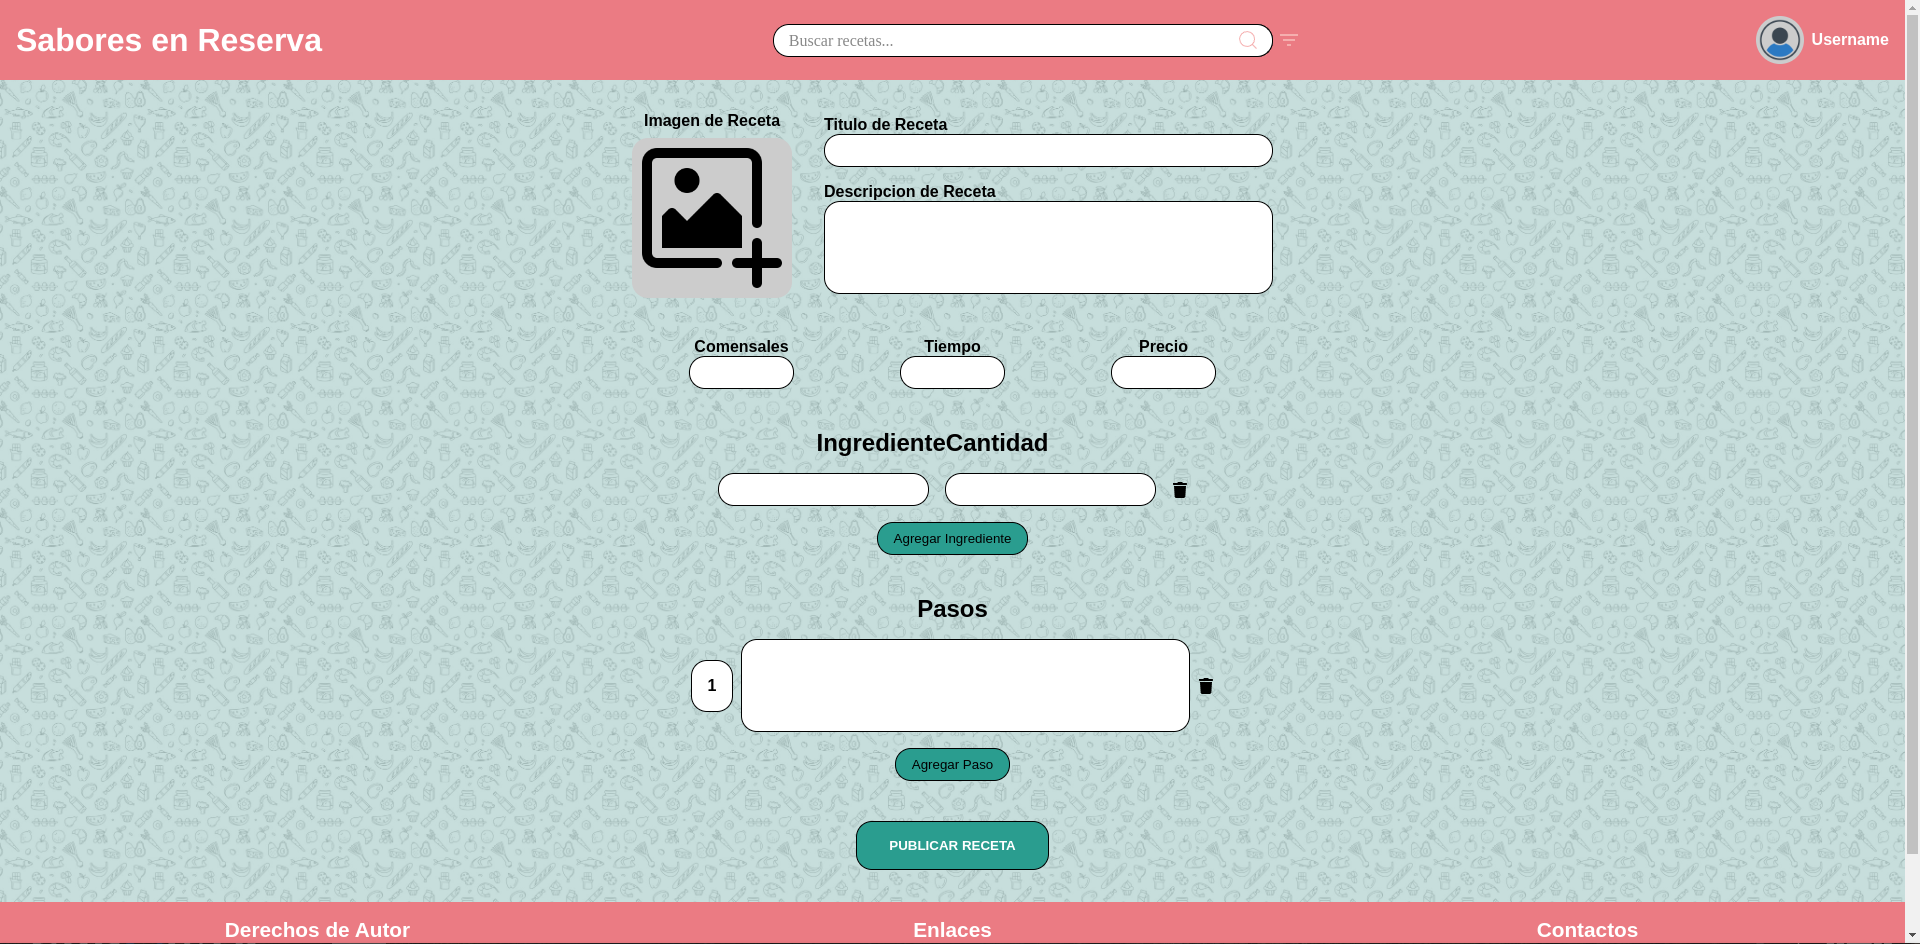 Sabores en Reserva
Buscar recetas...
Username
Imagen de Receta
Titulo de Receta
Descripcion de Receta
Comensales
Tiempo
Precio
IngredienteCantidad
Agregar Ingrediente
Pasos
1
Agregar Paso
PUBLICAR RECETA
Derechos de Autor
Enlaces
Contactos